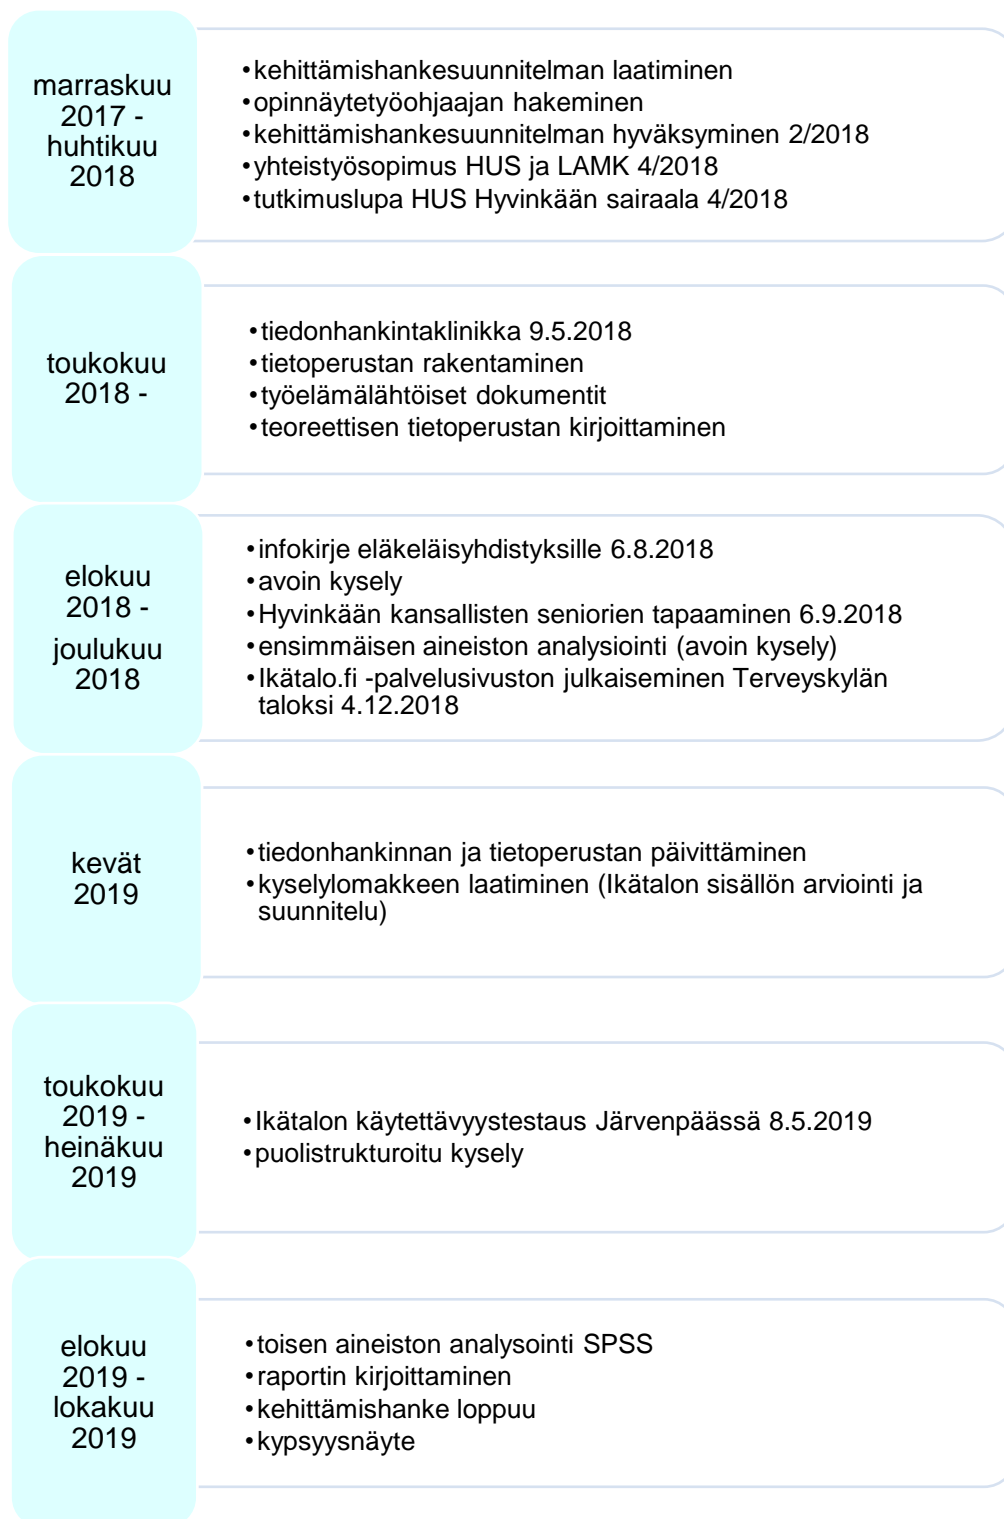 marraskuu
2017 -
huhtikuu
2018
•kehittämishankesuunnitelman laatiminen
•opinnäytetyöohjaajan hakeminen
•kehittämishankesuunnitelman hyväksyminen 2/2018
•yhteistyösopimus HUS ja LAMK 4/2018
•tutkimuslupa HUS Hyvinkään sairaala 4/2018
toukokuu
2018 -
•tiedonhankintaklinikka 9.5.2018
•tietoperustan rakentaminen
•työelämälähtöiset dokumentit
•teoreettisen tietoperustan kirjoittaminen
elokuu
2018 -
joulukuu
2018
•infokirje eläkeläisyhdistyksille 6.8.2018
•avoin kysely
•Hyvinkään kansallisten seniorien tapaaminen 6.9.2018
•ensimmäisen aineiston analysiointi (avoin kysely)
•Ikätalo.fi -palvelusivuston julkaiseminen Terveyskylän
taloksi 4.12.2018
kevät
2019
•tiedonhankinnan ja tietoperustan päivittäminen
•kyselylomakkeen laatiminen (Ikätalon sisällön arviointi ja
suunnitelu)
toukokuu
2019 -
heinäkuu
2019
•Ikätalon käytettävyystestaus Järvenpäässä 8.5.2019
•puolistrukturoitu kysely
elokuu
2019 -
lokakuu
2019
•toisen aineiston analysointi SPSS
•raportin kirjoittaminen
•kehittämishanke loppuu
•kypsyysnäyte